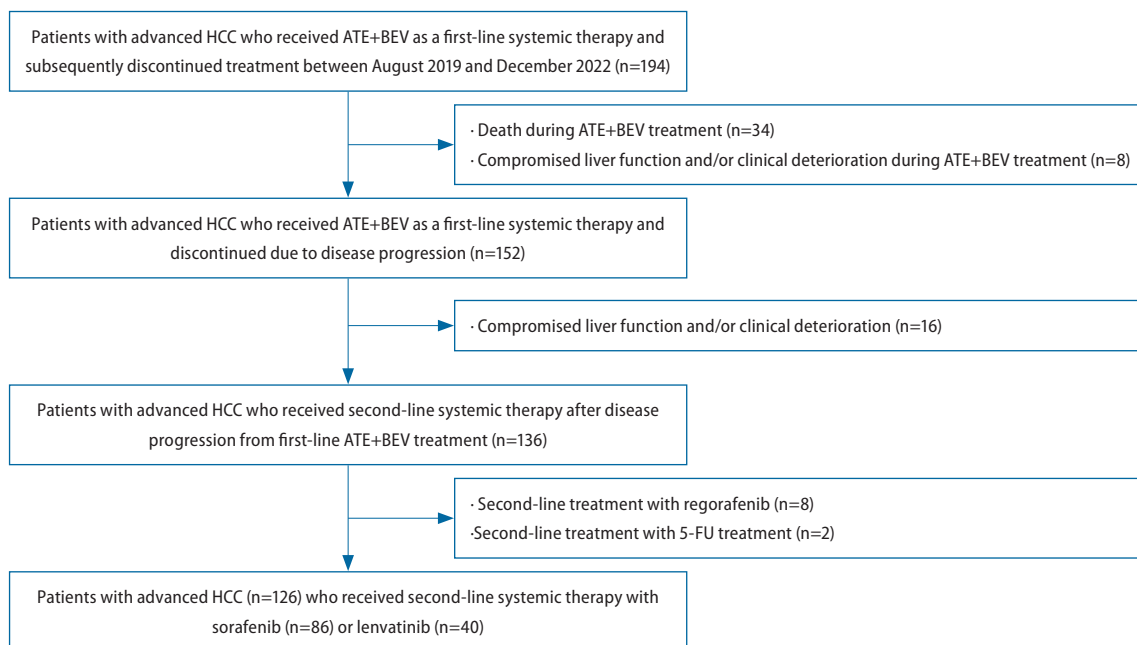 Patients with advanced HCC who received ATE+BEV as a first-line systemic therapy and
subsequently discontinued treatment between August 2019 and December 2022 (n=194)
· Death during ATE+BEV treatment (n=34)
· Compromised liver function and/or clinical deterioration during ATE+BEV treatment (n=8)
Patients with advanced HCC who received ATE+BEV as a first-line systemic therapy and
discontinued due to disease progression (n=152)
· Compromised liver function and/or clinical deterioration (n=16)
Patients with advanced HCC who received second-line systemic therapy after disease
progression from first-line ATE+BEV treatment (n=136)
· Second-line treatment with regorafenib (n=8)
·Second-line treatment with 5-FU treatment (n=2)
Patients with advanced HCC (n=126) who received second-line systemic therapy with
sorafenib (n=86) or lenvatinib (n=40)